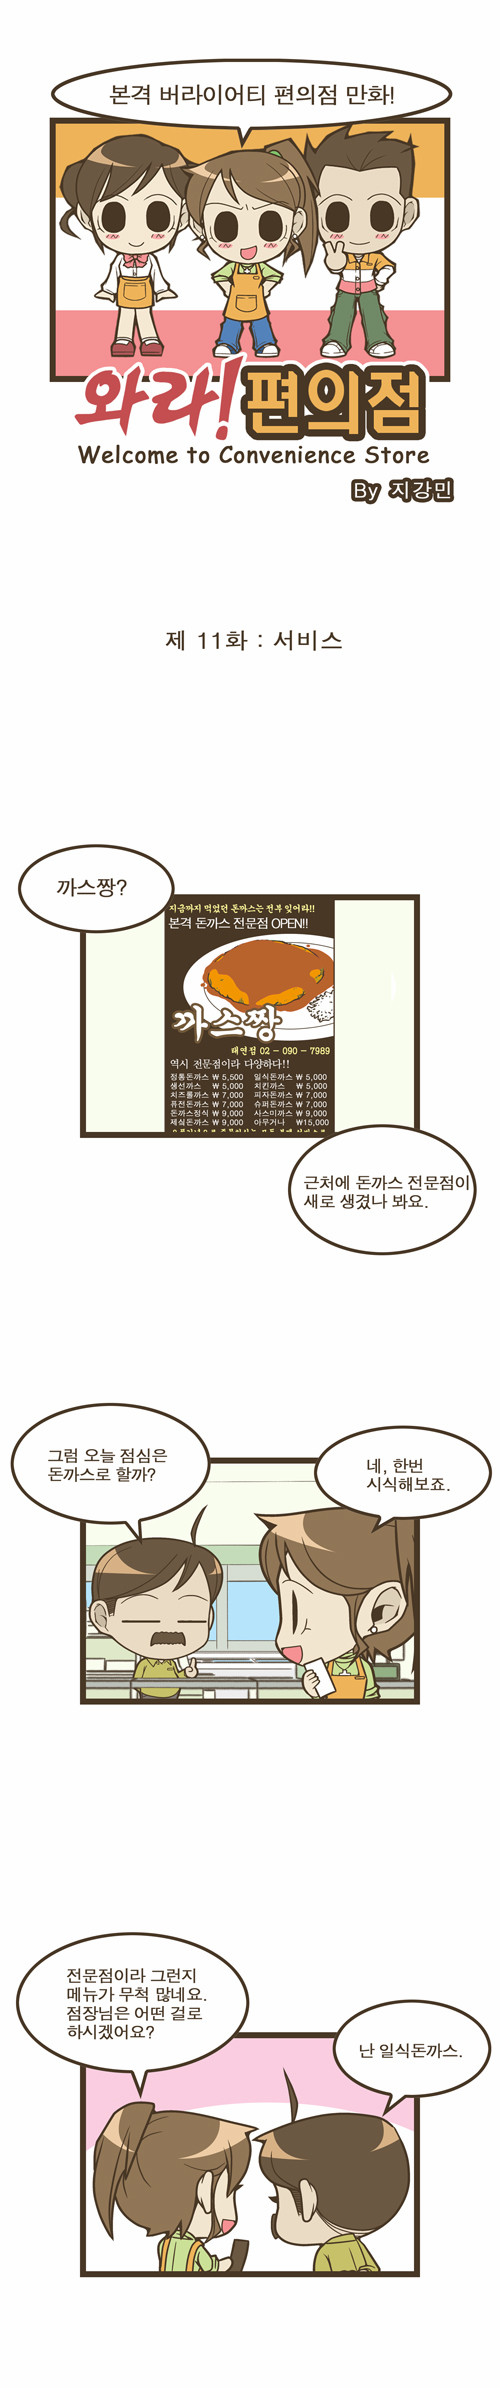 본격 버라이어티 편의점 만화!
와라! 편의점
Welcome to Convenience Store
By 지강민
제 11화 : 서비스
까스짱?
지금까지 먹었던 돈까스는 전부 잊어라!!
본격 돈까스 전문점 OPEN!!
까스짱
태연점 02 - 090 - 7989
역시 전문점이라 다양하다!!
정통돈까스 ₩ 5,500 일식돈까스 ₩ 5,000
생선까스 ₩ 5,000 치킨까스 ₩ 5,000
치즈롤까스 ₩ 7,000 피자돈까스 ₩ 7,000
퓨전돈까스 ₩ 7,000 슈퍼돈까스 ₩ 7,000
돈까스정식 ₩ 9,000 사스미까스 ₩ 9,000
제식돈까스 ₩ 9,000 아무거나 ₩15,000
근처에 돈까스 전문점이
새로 생겼나 봐요.
그럼 오늘 점심은
돈까스로 할까?
네, 한번
시식해보죠.
전문점이라 그런지
메뉴가 무척 많네요.
점장님은 어떤 걸로
하시겠어요?
난 일식돈까스.